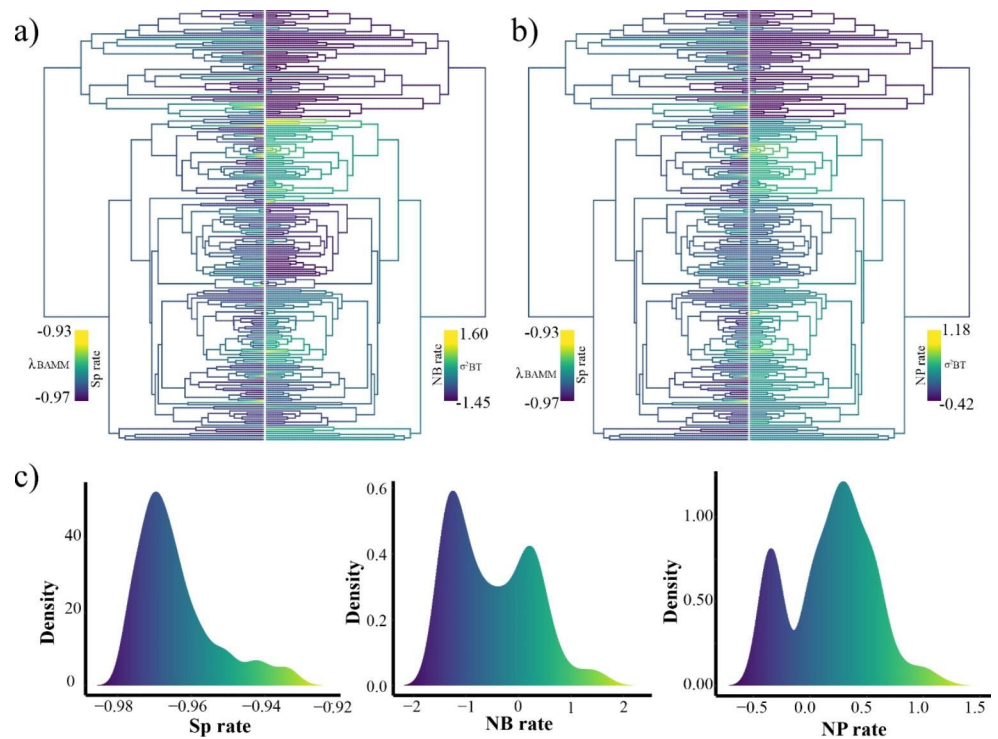 a)
b)
-0.93
λBAMM
Sp rate
-0.97
1.60
NB rate
σ²BT
-1.45
-0.93
λBAMM
Sp rate
-0.97
1.18
NP rate
σ²BT
-0.42
c)
Density
40
20
0
−0.98 −0.96 −0.94 −0.92
Sp rate
Density
0.6
0.4
0.2
0.0
-2 -1 0 1 2
NB rate
Density
1.00
0.50
0.00
-0.5 0.0 0.5 1.0 1.5
NP rate